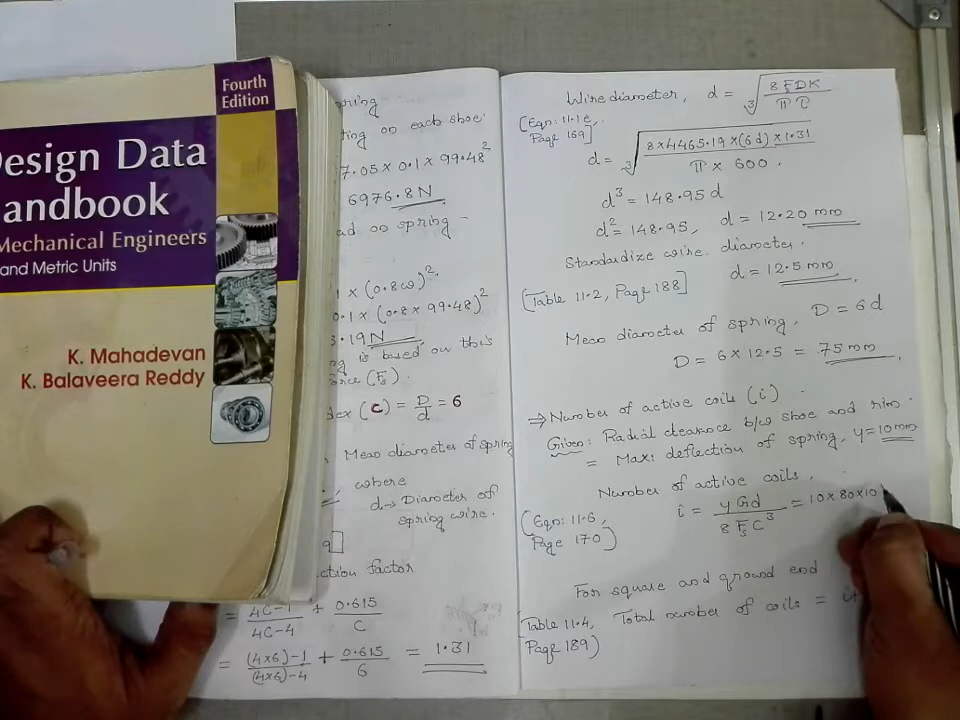 Fourth
Edition
Design Data
Handbook
Mechanical Engineers
and Metric Units
K. Mahadevan
K. Balaveera Reddy
on each shoe:
7.05 × 0.1 × 99.48²
6976.8 N
on spring -
1 × (0.8ω)²
0.1 × (0.8 × 99.48)²
.19 N
is based on this
(Fs).
(C) = D/d = 6
Mean diameter of spring
where
d → Diameter of
spring wire.
factor
= 4C-1/4C-4 + 0.615/C
= (4×6)-1/(4×6)-4 + 0.615/6 = 1.31
Wire diameter, d = ³√(8 Fs D K / π τ)
[Eqn: 11.1e,
Page 169]
d = ³√(8×4465.19×(6d)×1.31 / π × 600.
d³ = 148.95 d
d² = 148.95, d = 12.20 mm
Standardize wire diameter.
d = 12.5 mm
[Table 11.2, Page 188]
Mean diameter of spring, D = 6d
D = 6 × 12.5 = 75 mm
⇒ Number of active coils (i)
Given: Radial clearance b/w shoe and rim.
= Max: deflection of spring, y = 10 mm
Number of active coils,
i = y G d / 8 Fs C³ = 10 × 80 × 10
(Eqn: 11.6,
Page 170)
For square and ground end
Table 11.4, Total number of coils = i+
Page 189)